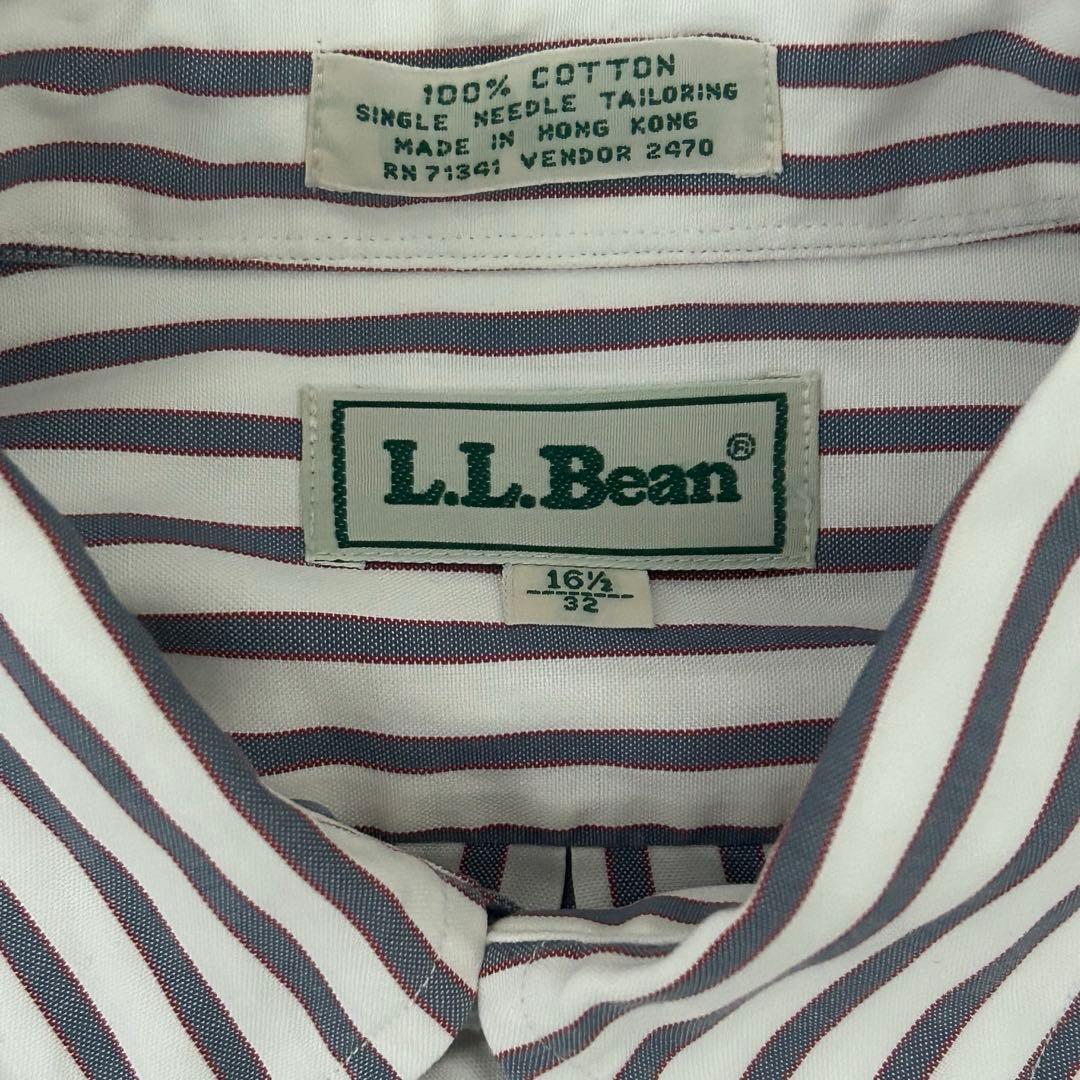 100% COTTON
SINGLE NEEDLE TAILORING
MADE IN HONG KONG
RN 71341 VENDOR 2470
L.L.Bean®
16½
32